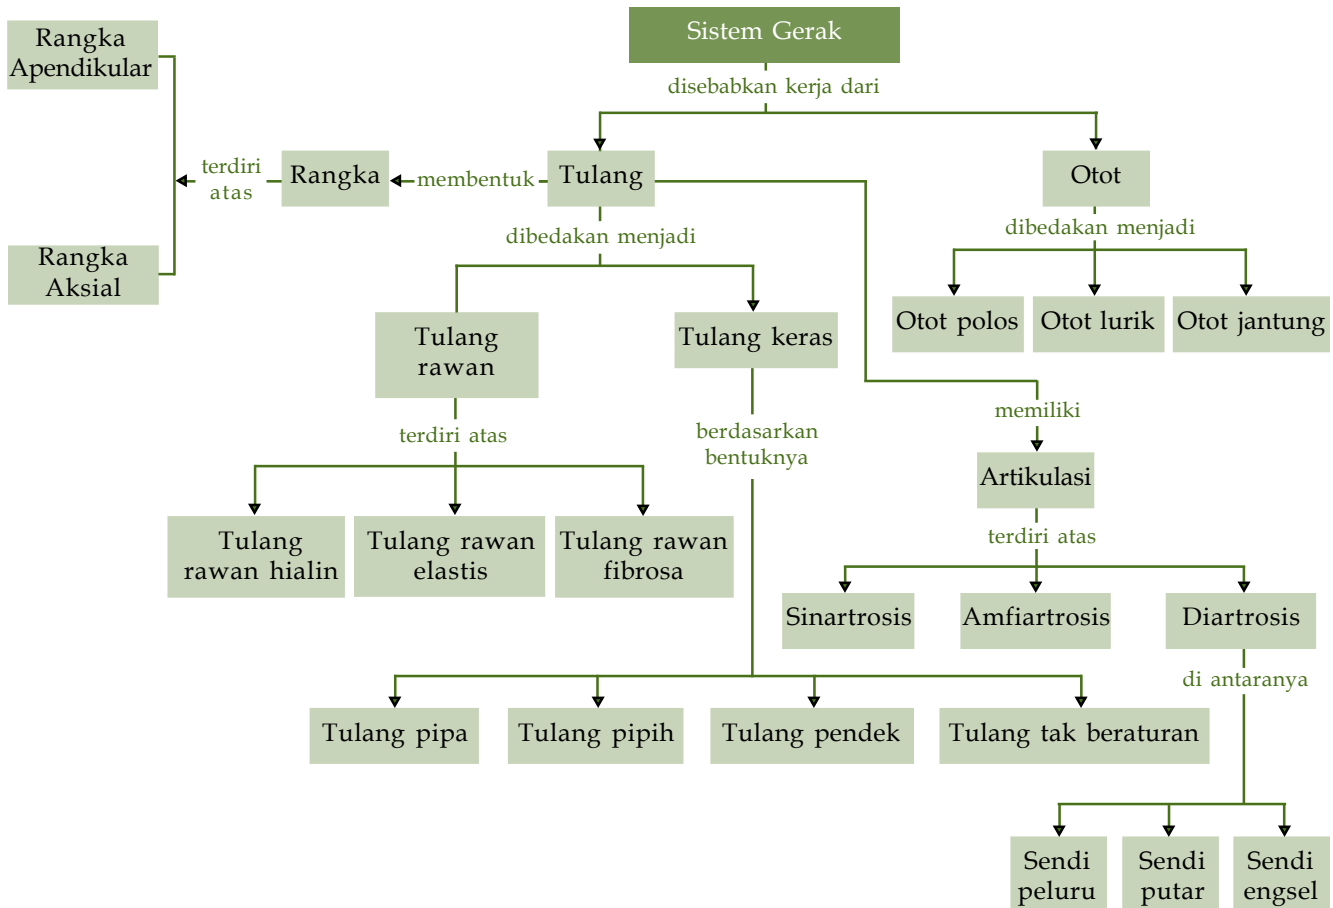 Sistem Gerak
disebabkan kerja dari
Rangka
Apendikular
terdiri
atas
Rangka
membentuk
Tulang
Otot
Rangka
Aksial
dibedakan menjadi
dibedakan menjadi
Otot polos
Otot lurik
Otot jantung
Tulang
rawan
Tulang keras
terdiri atas
berdasarkan
bentuknya
memiliki
Artikulasi
Tulang
rawan hialin
Tulang rawan
elastis
Tulang rawan
fibrosa
terdiri atas
Sinartrosis
Amfiartrosis
Diartrosis
di antaranya
Tulang pipa
Tulang pipih
Tulang pendek
Tulang tak beraturan
Sendi
peluru
Sendi
putar
Sendi
engsel